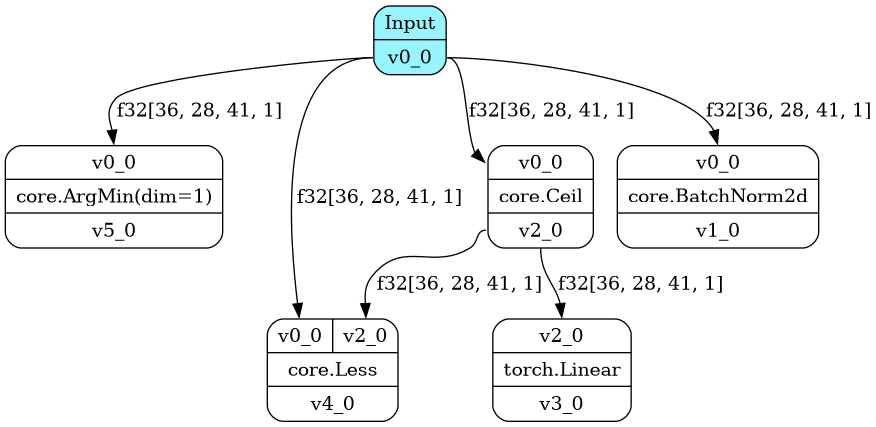 Input
v0_0
f32[36, 28, 41, 1]
f32[36, 28, 41, 1]
f32[36, 28, 41, 1]
v0_0
core.ArgMin(dim=1)
v5_0
f32[36, 28, 41, 1]
v0_0
core.Ceil
v2_0
v0_0
core.BatchNorm2d
v1_0
f32[36, 28, 41, 1]
f32[36, 28, 41, 1]
v0_0 v2_0
core.Less
v4_0
v2_0
torch.Linear
v3_0